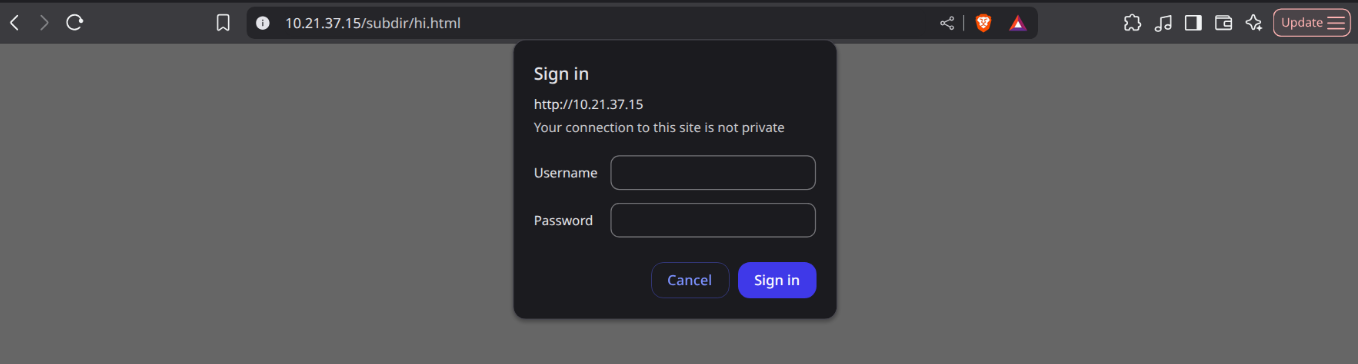 10.21.37.15/subdir/hi.html
Update
Sign in
http://10.21.37.15
Your connection to this site is not private
Username
Password
Cancel Sign in